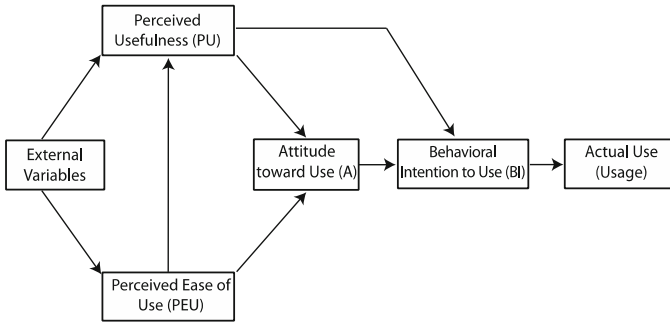 Perceived
Usefulness (PU)
External
Variables
Attitude
toward Use (A)
Behavioral
Intention to Use (BI)
Actual Use
(Usage)
Perceived Ease of
Use (PEU)